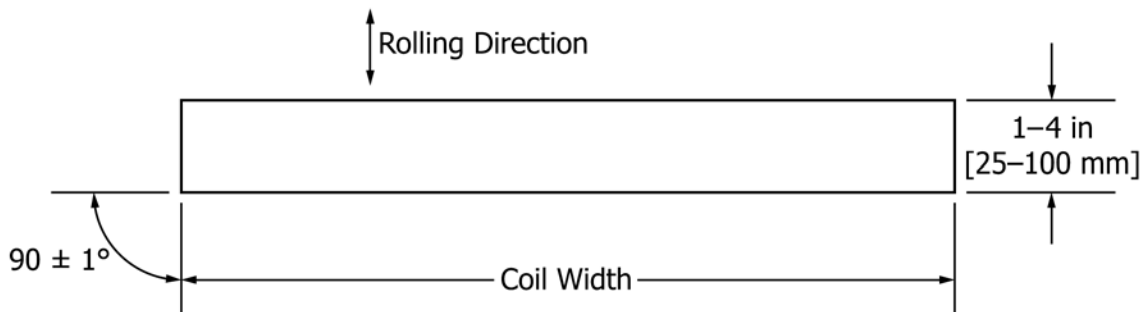 Rolling Direction
1–4 in
[25–100 mm]
90 ± 1°
Coil Width